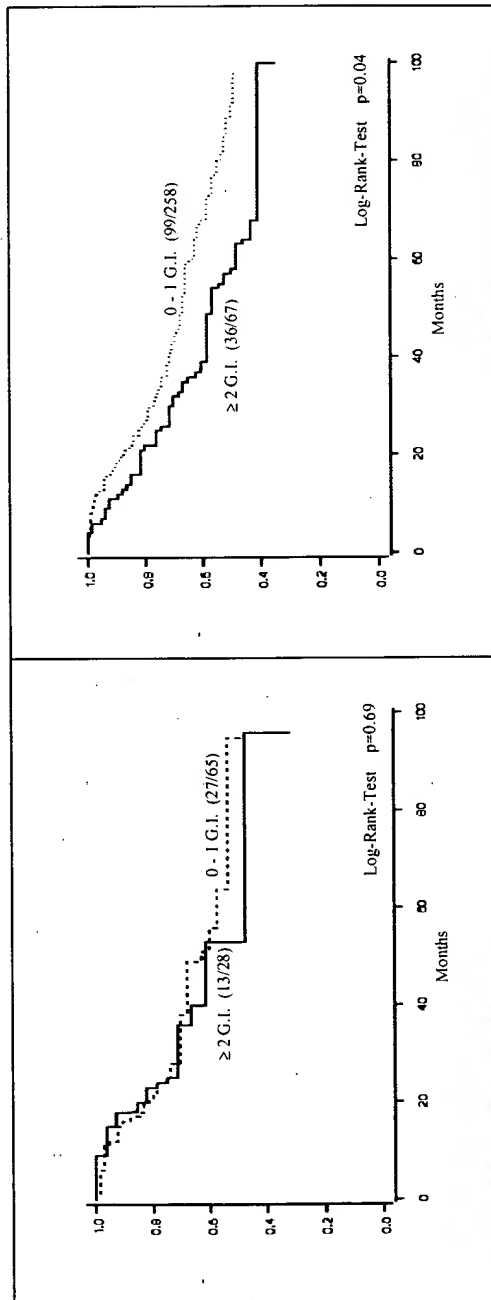 1.0
0.8
0.6
0.4
0.2
0.0
0 - 1 G.I. (27/65)
≥ 2 G.I. (13/28)
Log-Rank-Test p=0.69
0 20 40 60 80 100
Months
1.0
0.8
0.6
0.4
0.2
0.0
0 - 1 G.I. (99/258)
≥ 2 G.I. (36/67)
Log-Rank-Test p=0.04
0 20 40 60 80 100
Months